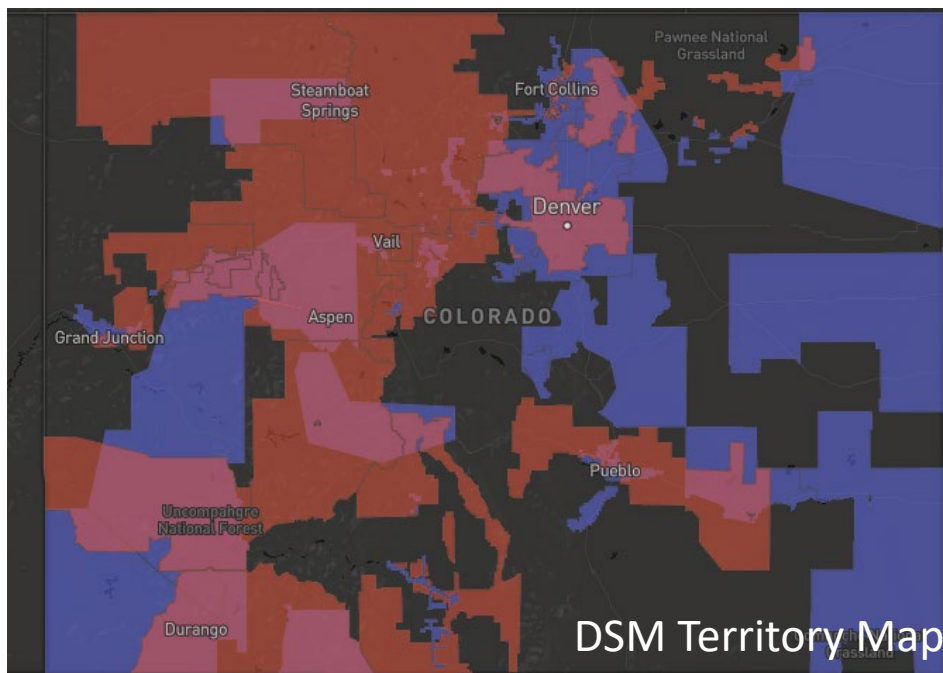 Pawnee National
Grassland
Steamboat
Springs
Fort Collins
Denver
Vail
Aspen
COLORADO
Grand Junction
Pueblo
Uncompahgre
National Forest
Durango
DSM Territory Map
Grassland